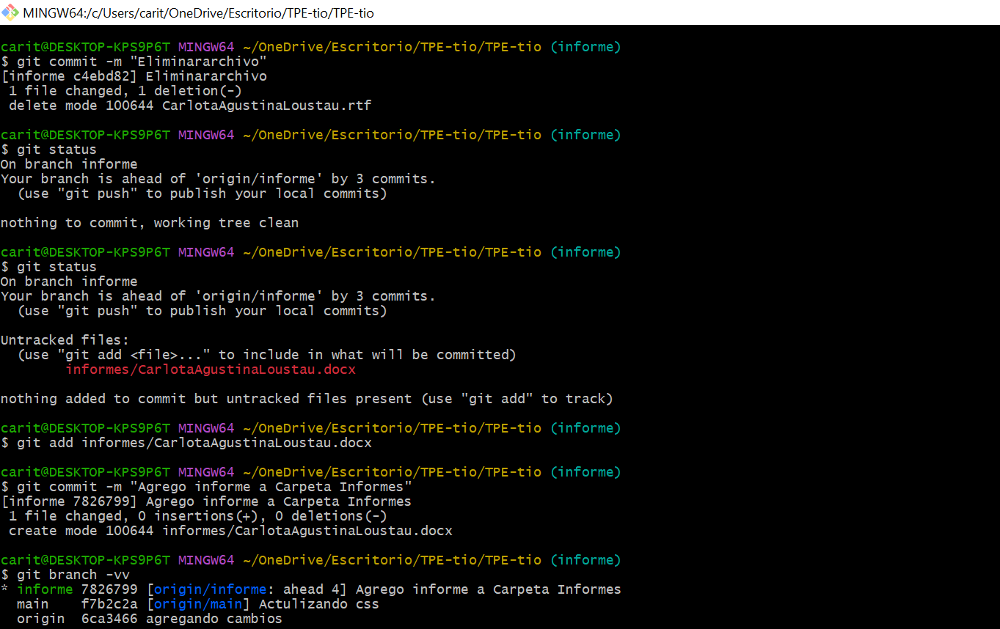 MINGW64:/c/Users/carit/OneDrive/Escritorio/TPE-tio/TPE-tio
carit@DESKTOP-KPS9P6T MINGW64 ~/OneDrive/Escritorio/TPE-tio/TPE-tio (informe)
$ git commit -m "Eliminararchivo"
[informe c4ebd82] Eliminararchivo
 1 file changed, 1 deletion(-)
 delete mode 100644 CarlotaAgustinaLoustau.rtf
carit@DESKTOP-KPS9P6T MINGW64 ~/OneDrive/Escritorio/TPE-tio/TPE-tio (informe)
$ git status
On branch informe
Your branch is ahead of 'origin/informe' by 3 commits.
  (use "git push" to publish your local commits)
nothing to commit, working tree clean
carit@DESKTOP-KPS9P6T MINGW64 ~/OneDrive/Escritorio/TPE-tio/TPE-tio (informe)
$ git status
On branch informe
Your branch is ahead of 'origin/informe' by 3 commits.
  (use "git push" to publish your local commits)
Untracked files:
  (use "git add <file>..." to include in what will be committed)
        informes/CarlotaAgustinaLoustau.docx
nothing added to commit but untracked files present (use "git add" to track)
carit@DESKTOP-KPS9P6T MINGW64 ~/OneDrive/Escritorio/TPE-tio/TPE-tio (informe)
$ git add informes/CarlotaAgustinaLoustau.docx
carit@DESKTOP-KPS9P6T MINGW64 ~/OneDrive/Escritorio/TPE-tio/TPE-tio (informe)
$ git commit -m "Agrego informe a Carpeta Informes"
[informe 7826799] Agrego informe a Carpeta Informes
 1 file changed, 0 insertions(+), 0 deletions(-)
 create mode 100644 informes/CarlotaAgustinaLoustau.docx
carit@DESKTOP-KPS9P6T MINGW64 ~/OneDrive/Escritorio/TPE-tio/TPE-tio (informe)
$ git branch -vv
* informe 7826799 [origin/informe: ahead 4] Agrego informe a Carpeta Informes
  main    f7b2c2a [origin/main] Actulizando css
  origin  6ca3466 agregando cambios